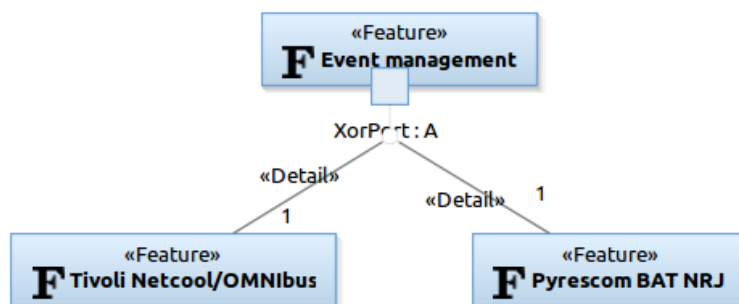 «Feature»
F Event management
XorPort : A
«Detail»
«Detail»
1
1
«Feature»
F Tivoli Netcool/OMNIbus
«Feature»
F Pyrescom BAT NRJ